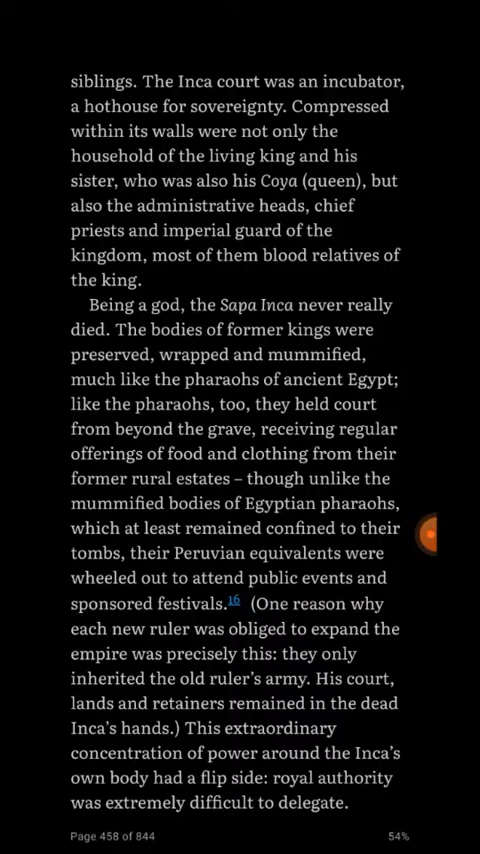 siblings. The Inca court was an incubator,
a hothouse for sovereignty. Compressed
within its walls were not only the
household of the living king and his
sister, who was also his Coya (queen), but
also the administrative heads, chief
priests and imperial guard of the
kingdom, most of them blood relatives of
the king.
Being a god, the Sapa Inca never really
died. The bodies of former kings were
preserved, wrapped and mummified,
much like the pharaohs of ancient Egypt;
like the pharaohs, too, they held court
from beyond the grave, receiving regular
offerings of food and clothing from their
former rural estates – though unlike the
mummified bodies of Egyptian pharaohs,
which at least remained confined to their
tombs, their Peruvian equivalents were
wheeled out to attend public events and
sponsored festivals.16 (One reason why
each new ruler was obliged to expand the
empire was precisely this: they only
inherited the old ruler's army. His court,
lands and retainers remained in the dead
Inca's hands.) This extraordinary
concentration of power around the Inca's
own body had a flip side: royal authority
was extremely difficult to delegate.
Page 458 of 844 54%